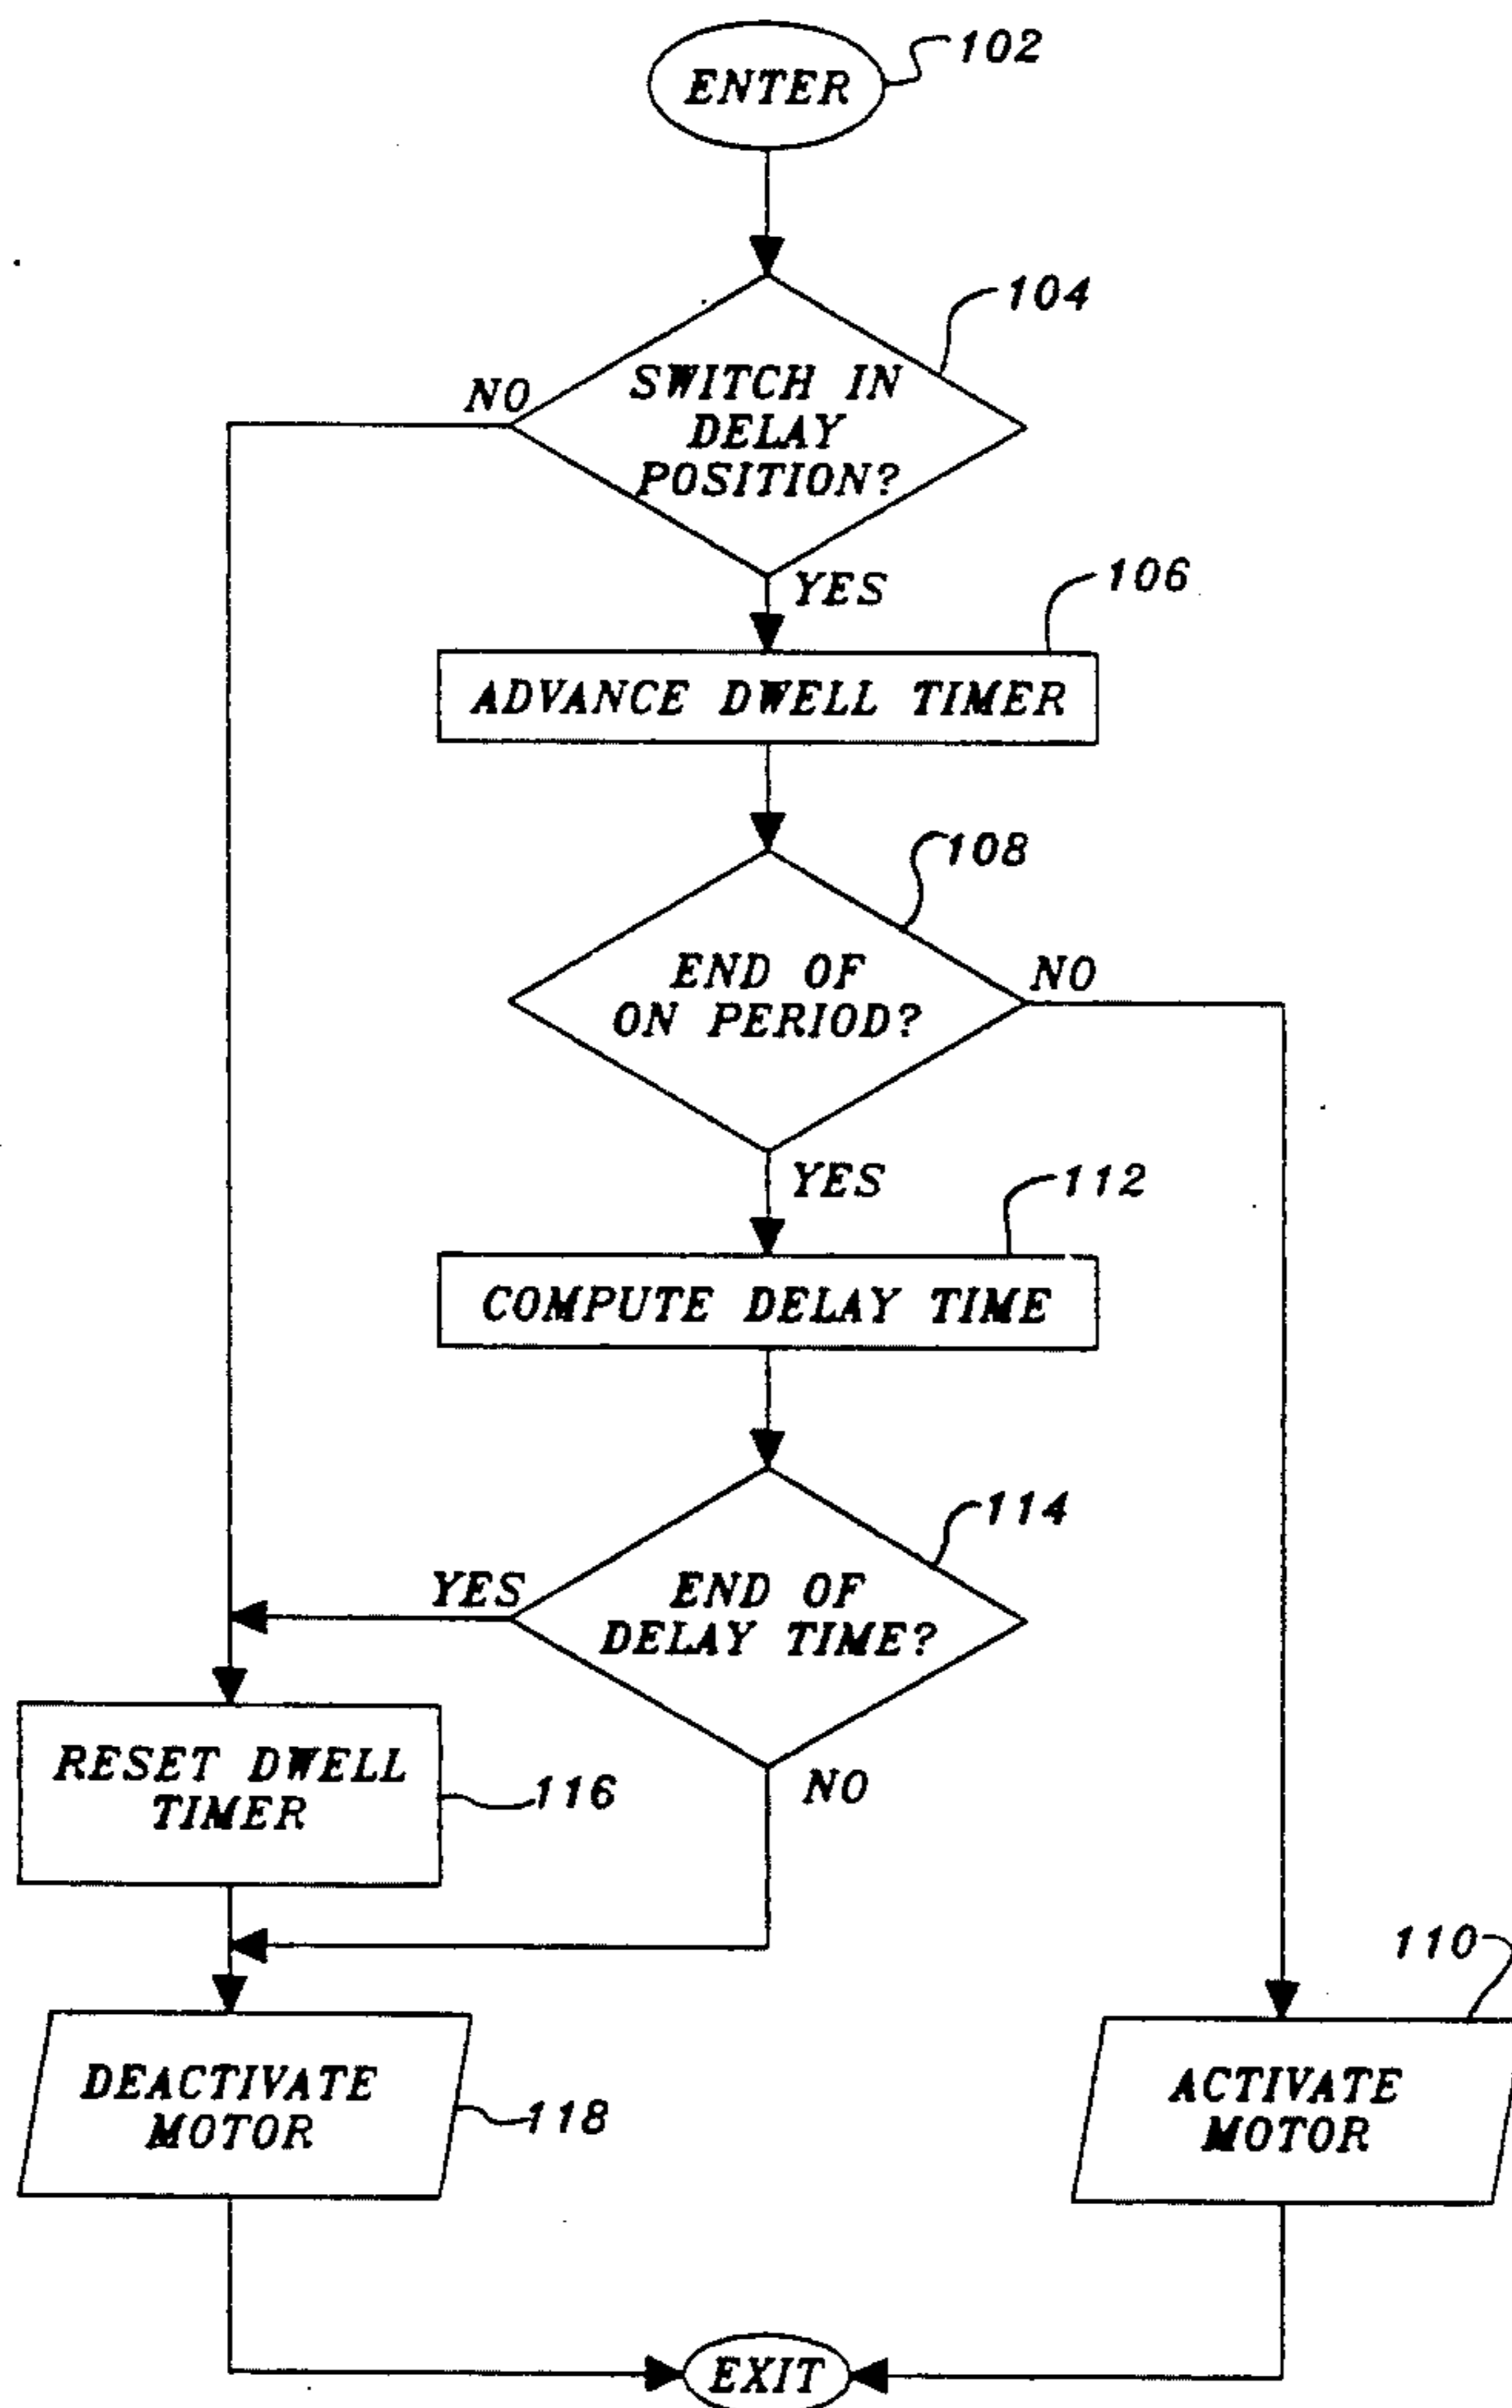 ENTER
102
104
NO
SWITCH IN
DELAY
POSITION?
YES
106
ADVANCE DWELL TIMER
108
END OF
ON PERIOD?
NO
YES
112
COMPUTE DELAY TIME
114
YES
END OF
DELAY TIME?
RESET DWELL
TIMER
116
NO
110
DEACTIVATE
MOTOR
118
ACTIVATE
MOTOR
EXIT